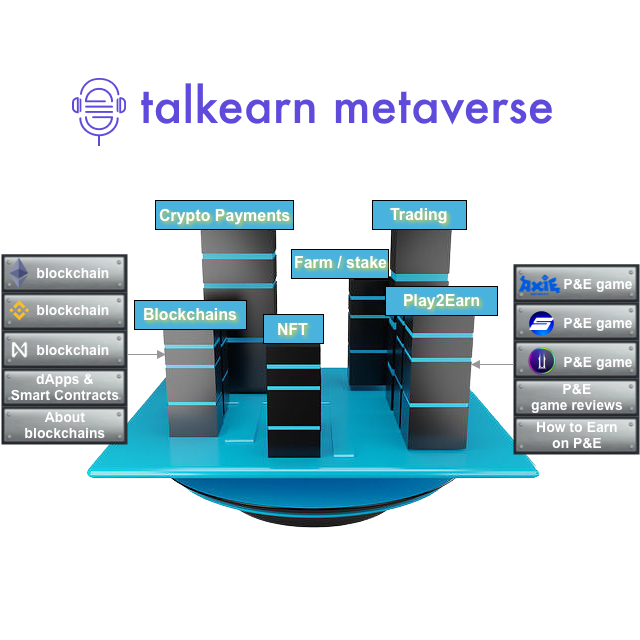 talkearn metaverse
Crypto Payments
Trading
Farm / stake
Blockchains
NFT
Play2Earn
blockchain
blockchain
blockchain
dApps &
Smart Contracts
About
blockchains
AXIE P&E game
P&E game
P&E game
P&E
game reviews
How to Earn
on P&E